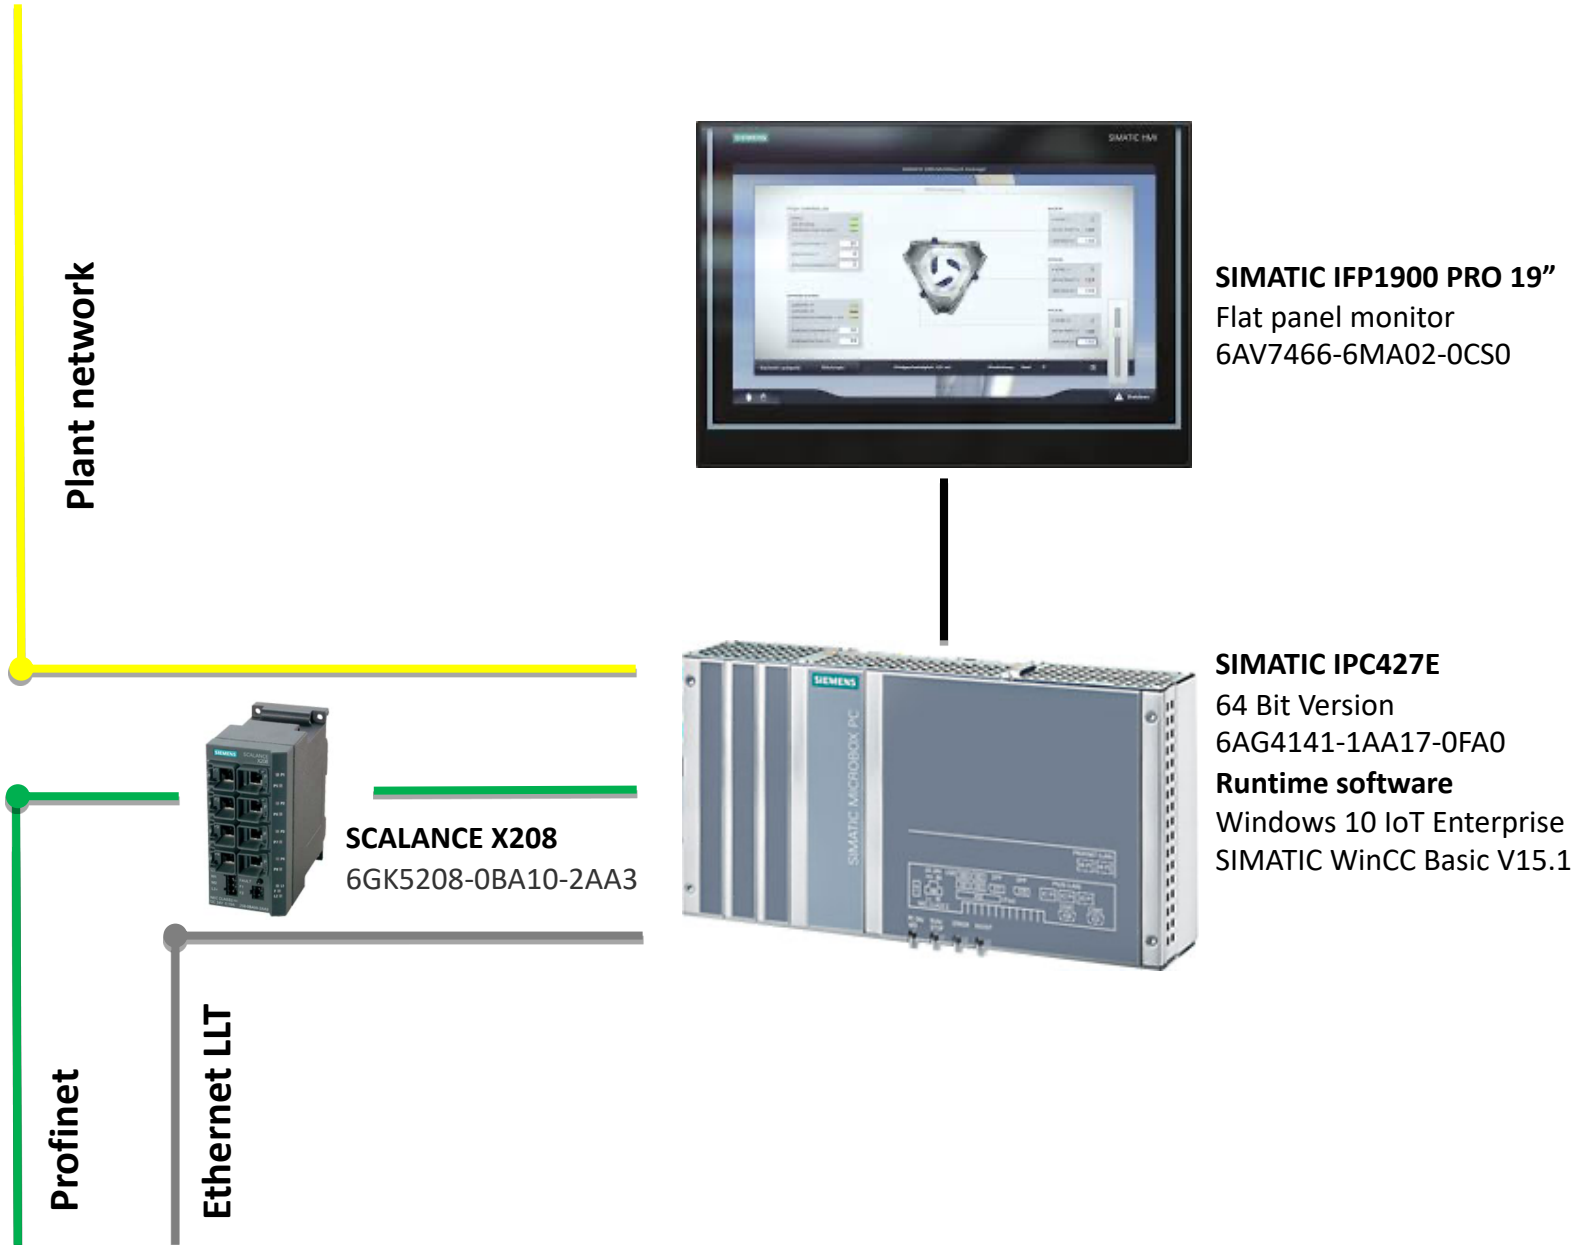 Plant network
SIEMENS
SIMATIC HMI
SIMATIC IFP1900 PRO 19”
Flat panel monitor
6AV7466-6MA02-0CS0
SIEMENS
SIMATIC MICROBOX PC
SIMATIC IPC427E
64 Bit Version
6AG4141-1AA17-0FA0
Runtime software
Windows 10 IoT Enterprise
SIMATIC WinCC Basic V15.1
SIEMENS
SCALANCE
X208
SCALANCE X208
6GK5208-0BA10-2AA3
Profinet
Ethernet LLT